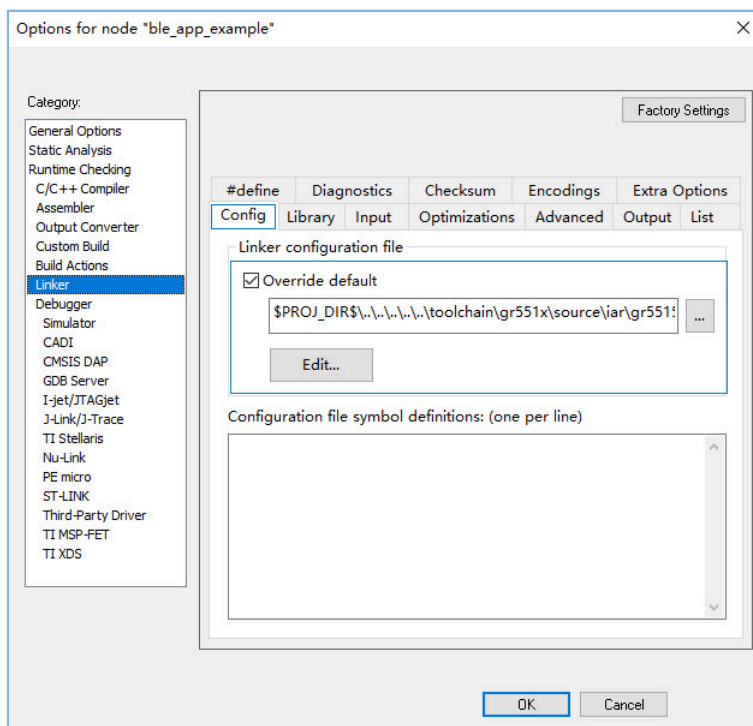 Options for node "ble_app_example"
Category:
General Options
Static Analysis
Runtime Checking
C/C++ Compiler
Assembler
Output Converter
Custom Build
Build Actions
Linker
Debugger
Simulator
CADI
CMSIS DAP
GDB Server
I-jet/JTAGjet
J-Link/J-Trace
TI Stellaris
Nu-Link
PE micro
ST-LINK
Third-Party Driver
TI MSP-FET
TI XDS
Factory Settings
#define Diagnostics Checksum Encodings Extra Options
Config Library Input Optimizations Advanced Output List
Linker configuration file
Override default
$PROJ_DIR$\..\..\..\..\..\toolchain\gr551x\source\iar\gr5515
...
Edit...
Configuration file symbol definitions: (one per line)
OK Cancel